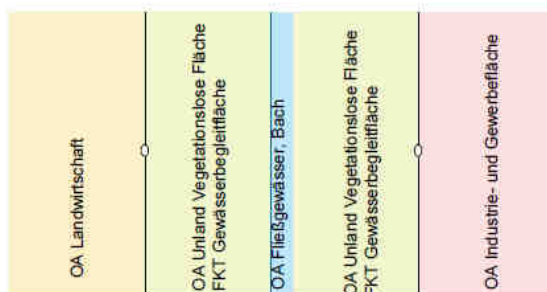 OA Landwirtschaft
OA Unland Vegetationslose Fläche
FKT Gewässerbegleitfläche
OA Fließgewässer, Bach
OA Unland Vegetationslose Fläche
FKT Gewässerbegleitfläche
OA Industrie- und Gewerbefläche